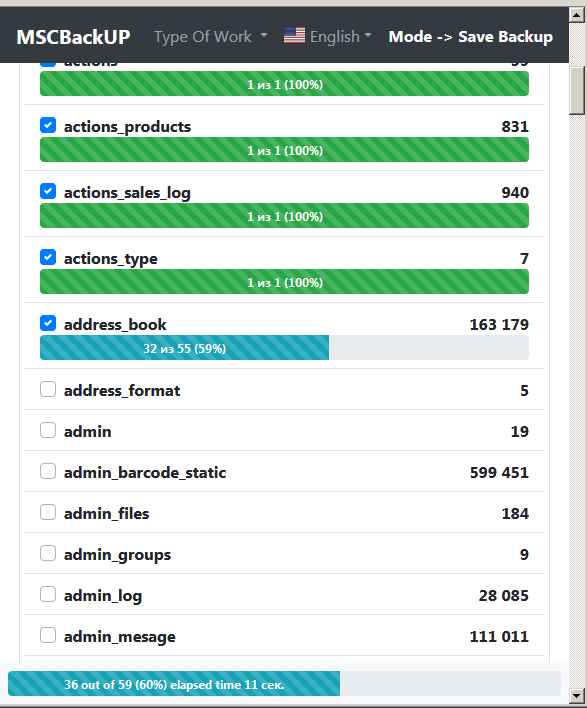 MSCBackUP Type Of Work English Mode -> Save Backup
1 из 1 (100%)
actions_products 831
1 из 1 (100%)
actions_sales_log 940
1 из 1 (100%)
actions_type 7
1 из 1 (100%)
address_book 163 179
32 из 55 (59%)
address_format 5
admin 19
admin_barcode_static 599 451
admin_files 184
admin_groups 9
admin_log 28 085
admin_mesage 111 011
36 out of 59 (60%) elapsed time 11 сек.